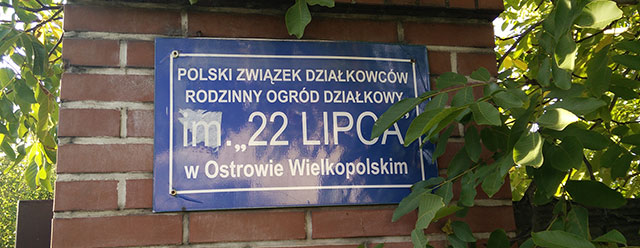 POLSKI ZWIĄZEK DZIAŁKOWCÓW
RODZINNY OGRÓD DZIAŁKOWY
im. „22 LIPCA”
w Ostrowie Wielkopolskim